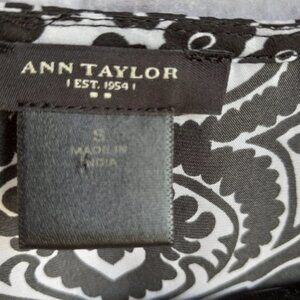 ANN TAYLOR
EST. 1954
S
MADE IN
INDIA